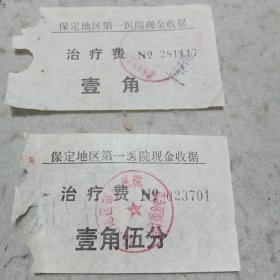 保定地区第一医院现金收据
治疗费 № 281417
壹角
保定地区第一医院现金收据
治疗费 № 023701
壹角伍分